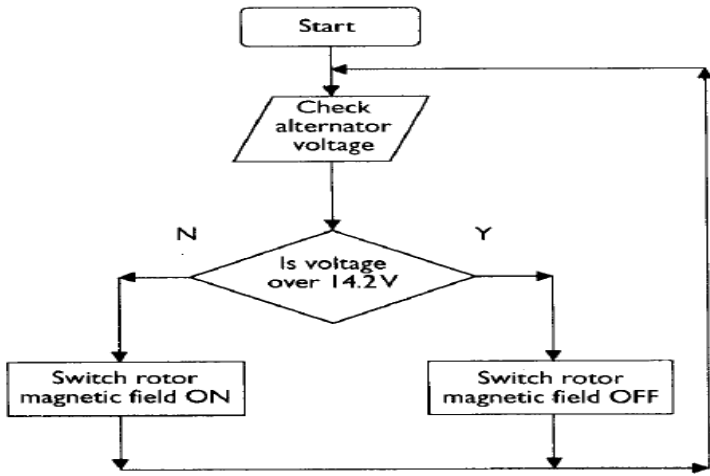 Start
Check
alternator
voltage
N
Y
Is voltage
over 14.2V
Switch rotor
magnetic field ON
Switch rotor
magnetic field OFF